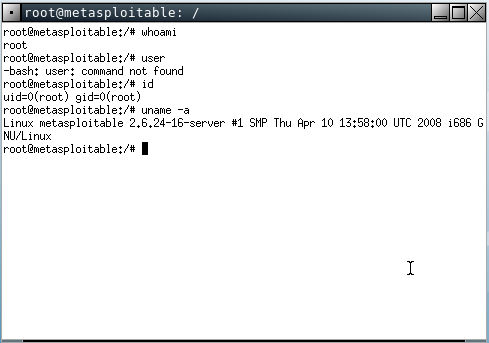 root@metasploitable: /
root@metasploitable:/# whoami
root
root@metasploitable:/# user
-bash: user: command not found
root@metasploitable:/# id
uid=0(root) gid=0(root)
root@metasploitable:/# uname -a
Linux metasploitable 2.6.24-16-server #1 SMP Thu Apr 10 13:58:00 UTC 2008 i686 G
NU/Linux
root@metasploitable:/#